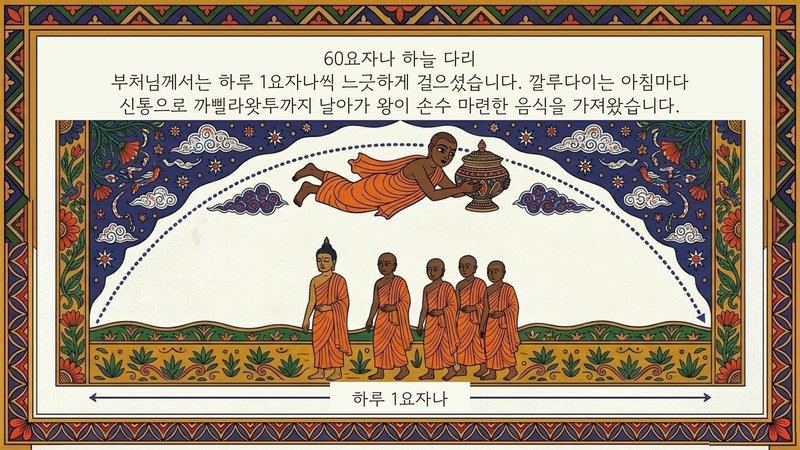 60요자나 하늘 다리
부처님께서는 하루 1요자나씩 느긋하게 걸으셨습니다. 깔루다이는 아침마다
신통으로 까삘라왓투까지 날아가 왕이 손수 마련한 음식을 가져왔습니다.
하루 1요자나